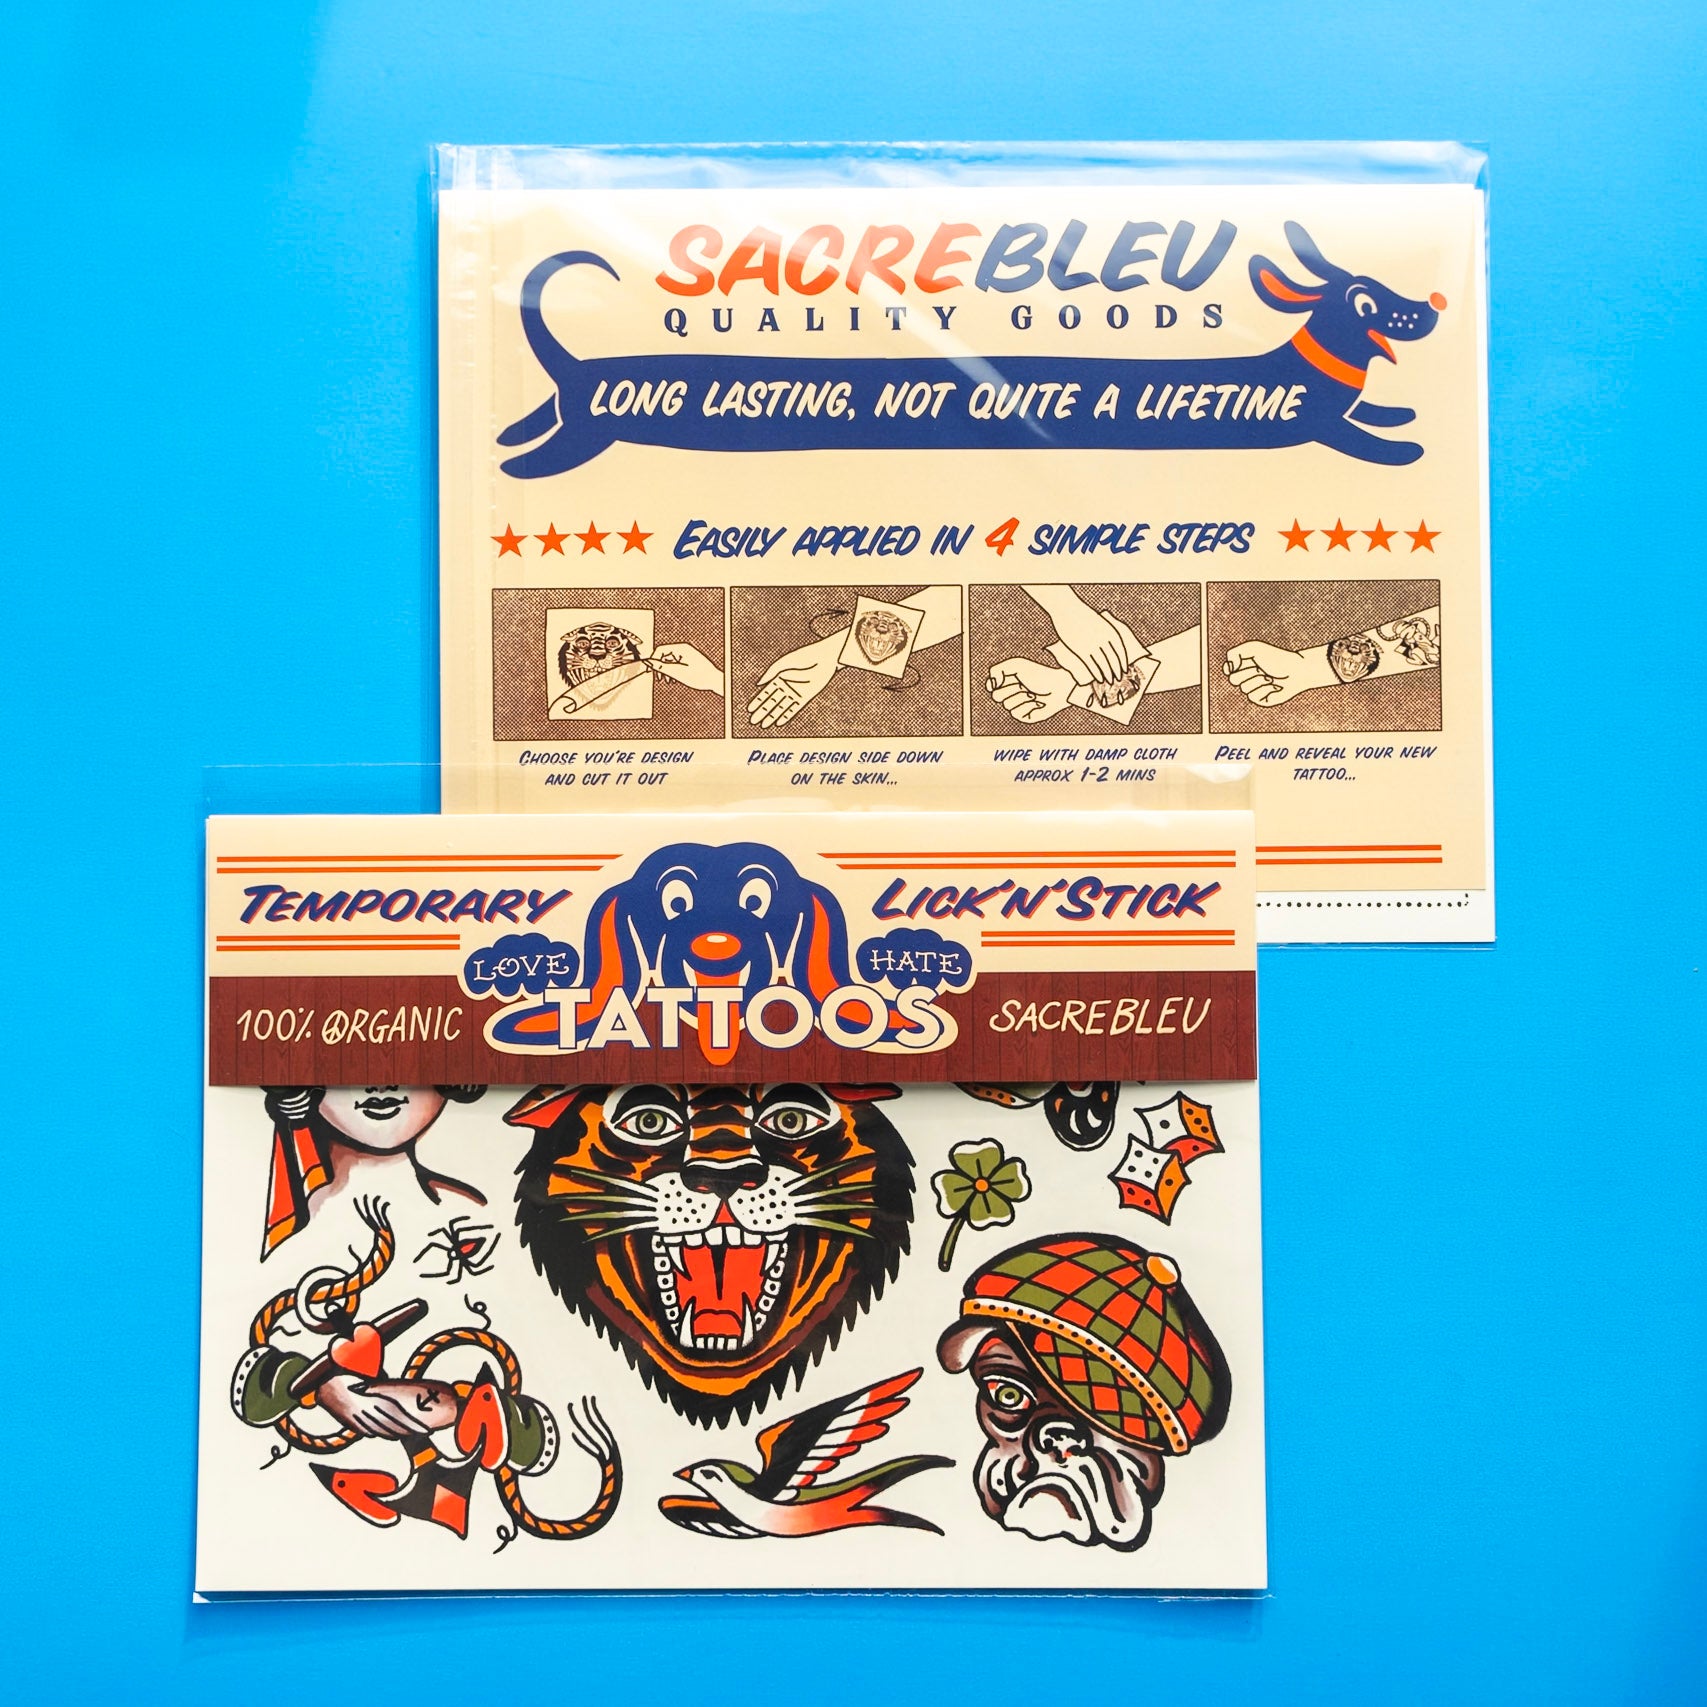 SACREBLEU
QUALITY GOODS
LONG LASTING, NOT QUITE A LIFETIME
EASILY APPLIED IN 4 SIMPLE STEPS
CHOOSE YOU'RE DESIGN
AND CUT IT OUT
PLACE DESIGN SIDE DOWN
ON THE SKIN...
WIPE WITH DAMP CLOTH
APPROX 1-2 MINS
PEEL AND REVEAL YOUR NEW
TATTOO...
TEMPORARY
LICK'N'STICK
LOVE
HATE
100% ORGANIC
TATTOOS
SACREBLEU